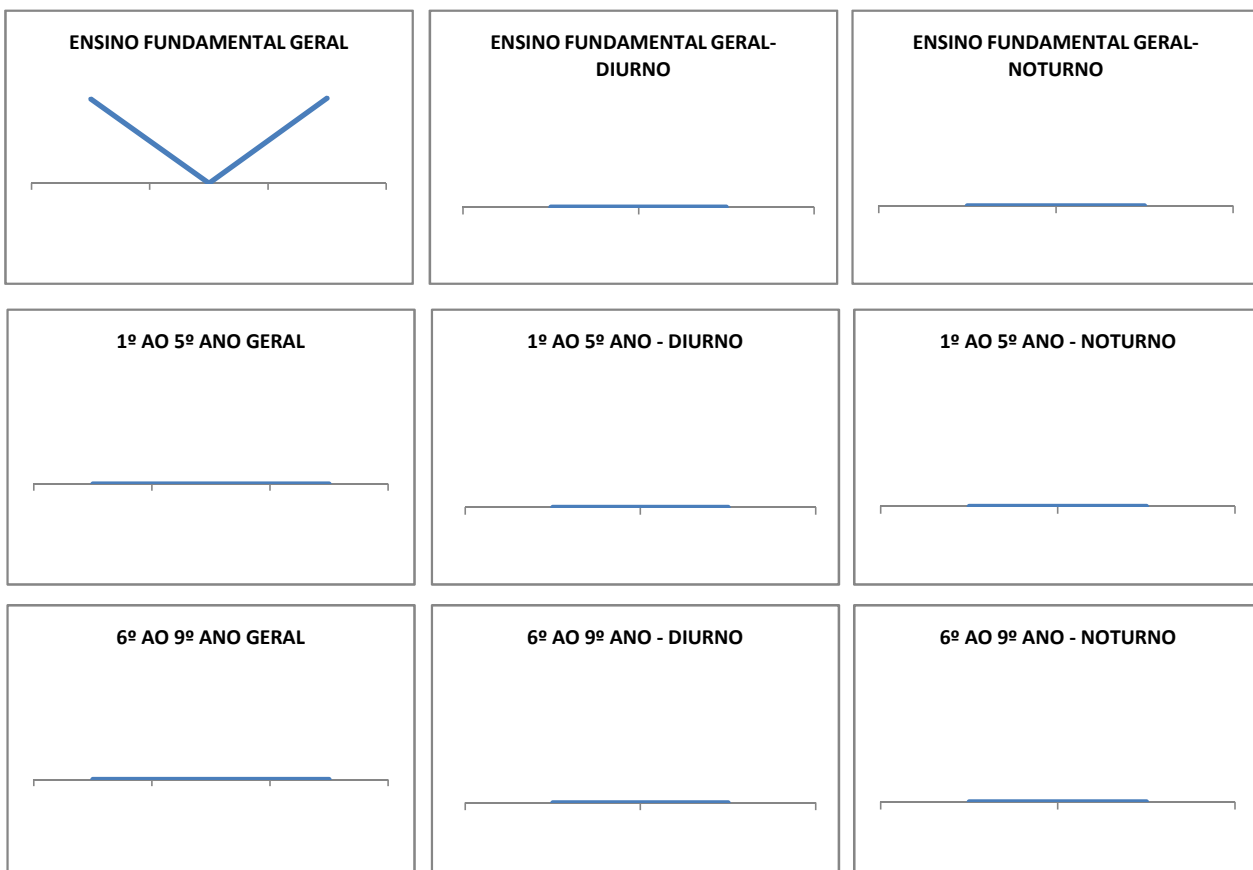 ENSINO FUNDAMENTAL GERAL
ENSINO FUNDAMENTAL GERAL-
DIURNO
ENSINO FUNDAMENTAL GERAL-
NOTURNO
1º AO 5º ANO GERAL
1º AO 5º ANO - DIURNO
1º AO 5º ANO - NOTURNO
6º AO 9º ANO GERAL
6º AO 9º ANO - DIURNO
6º AO 9º ANO - NOTURNO